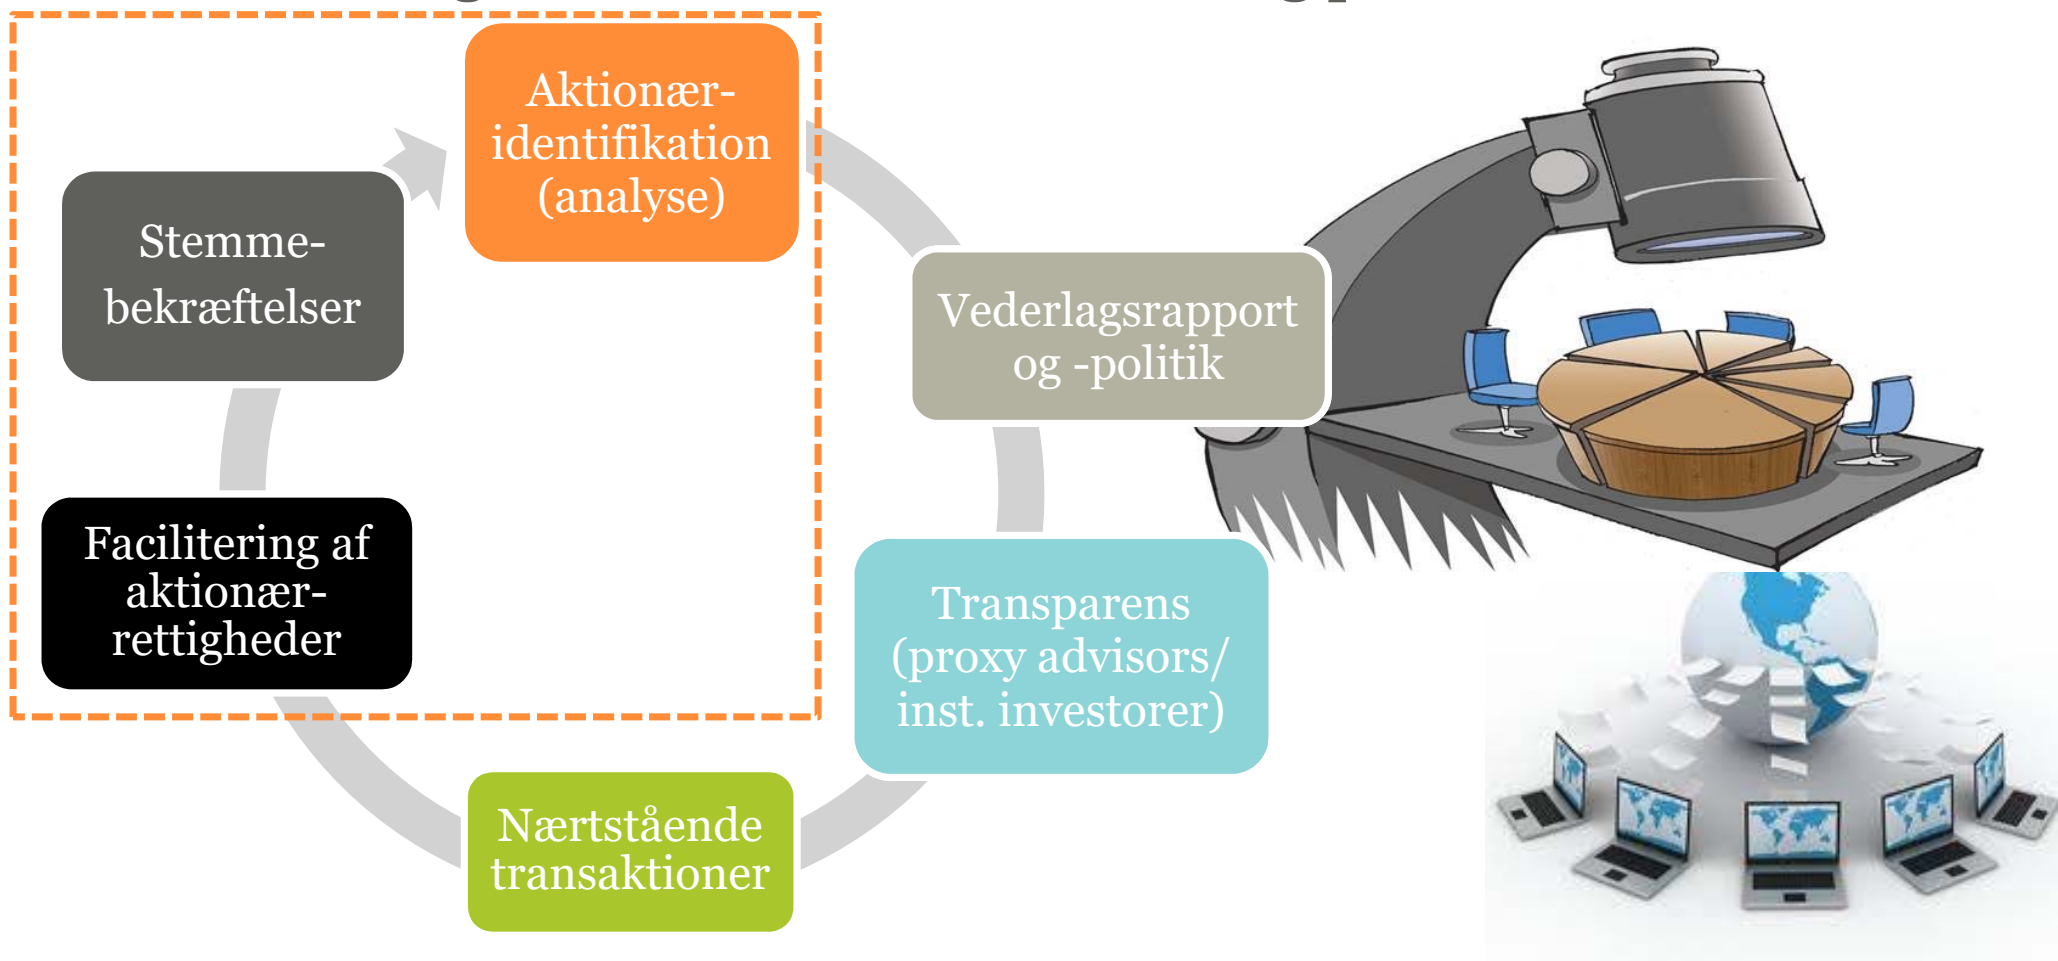 Aktionær-
identifikation
(analyse)
Vederlagsrapport
og -politik
Transparens
(proxy advisors/
inst. investorer)
Nærtstående
transaktioner
Facilitering af
aktionær-
rettigheder
Stemme-
bekræftelser